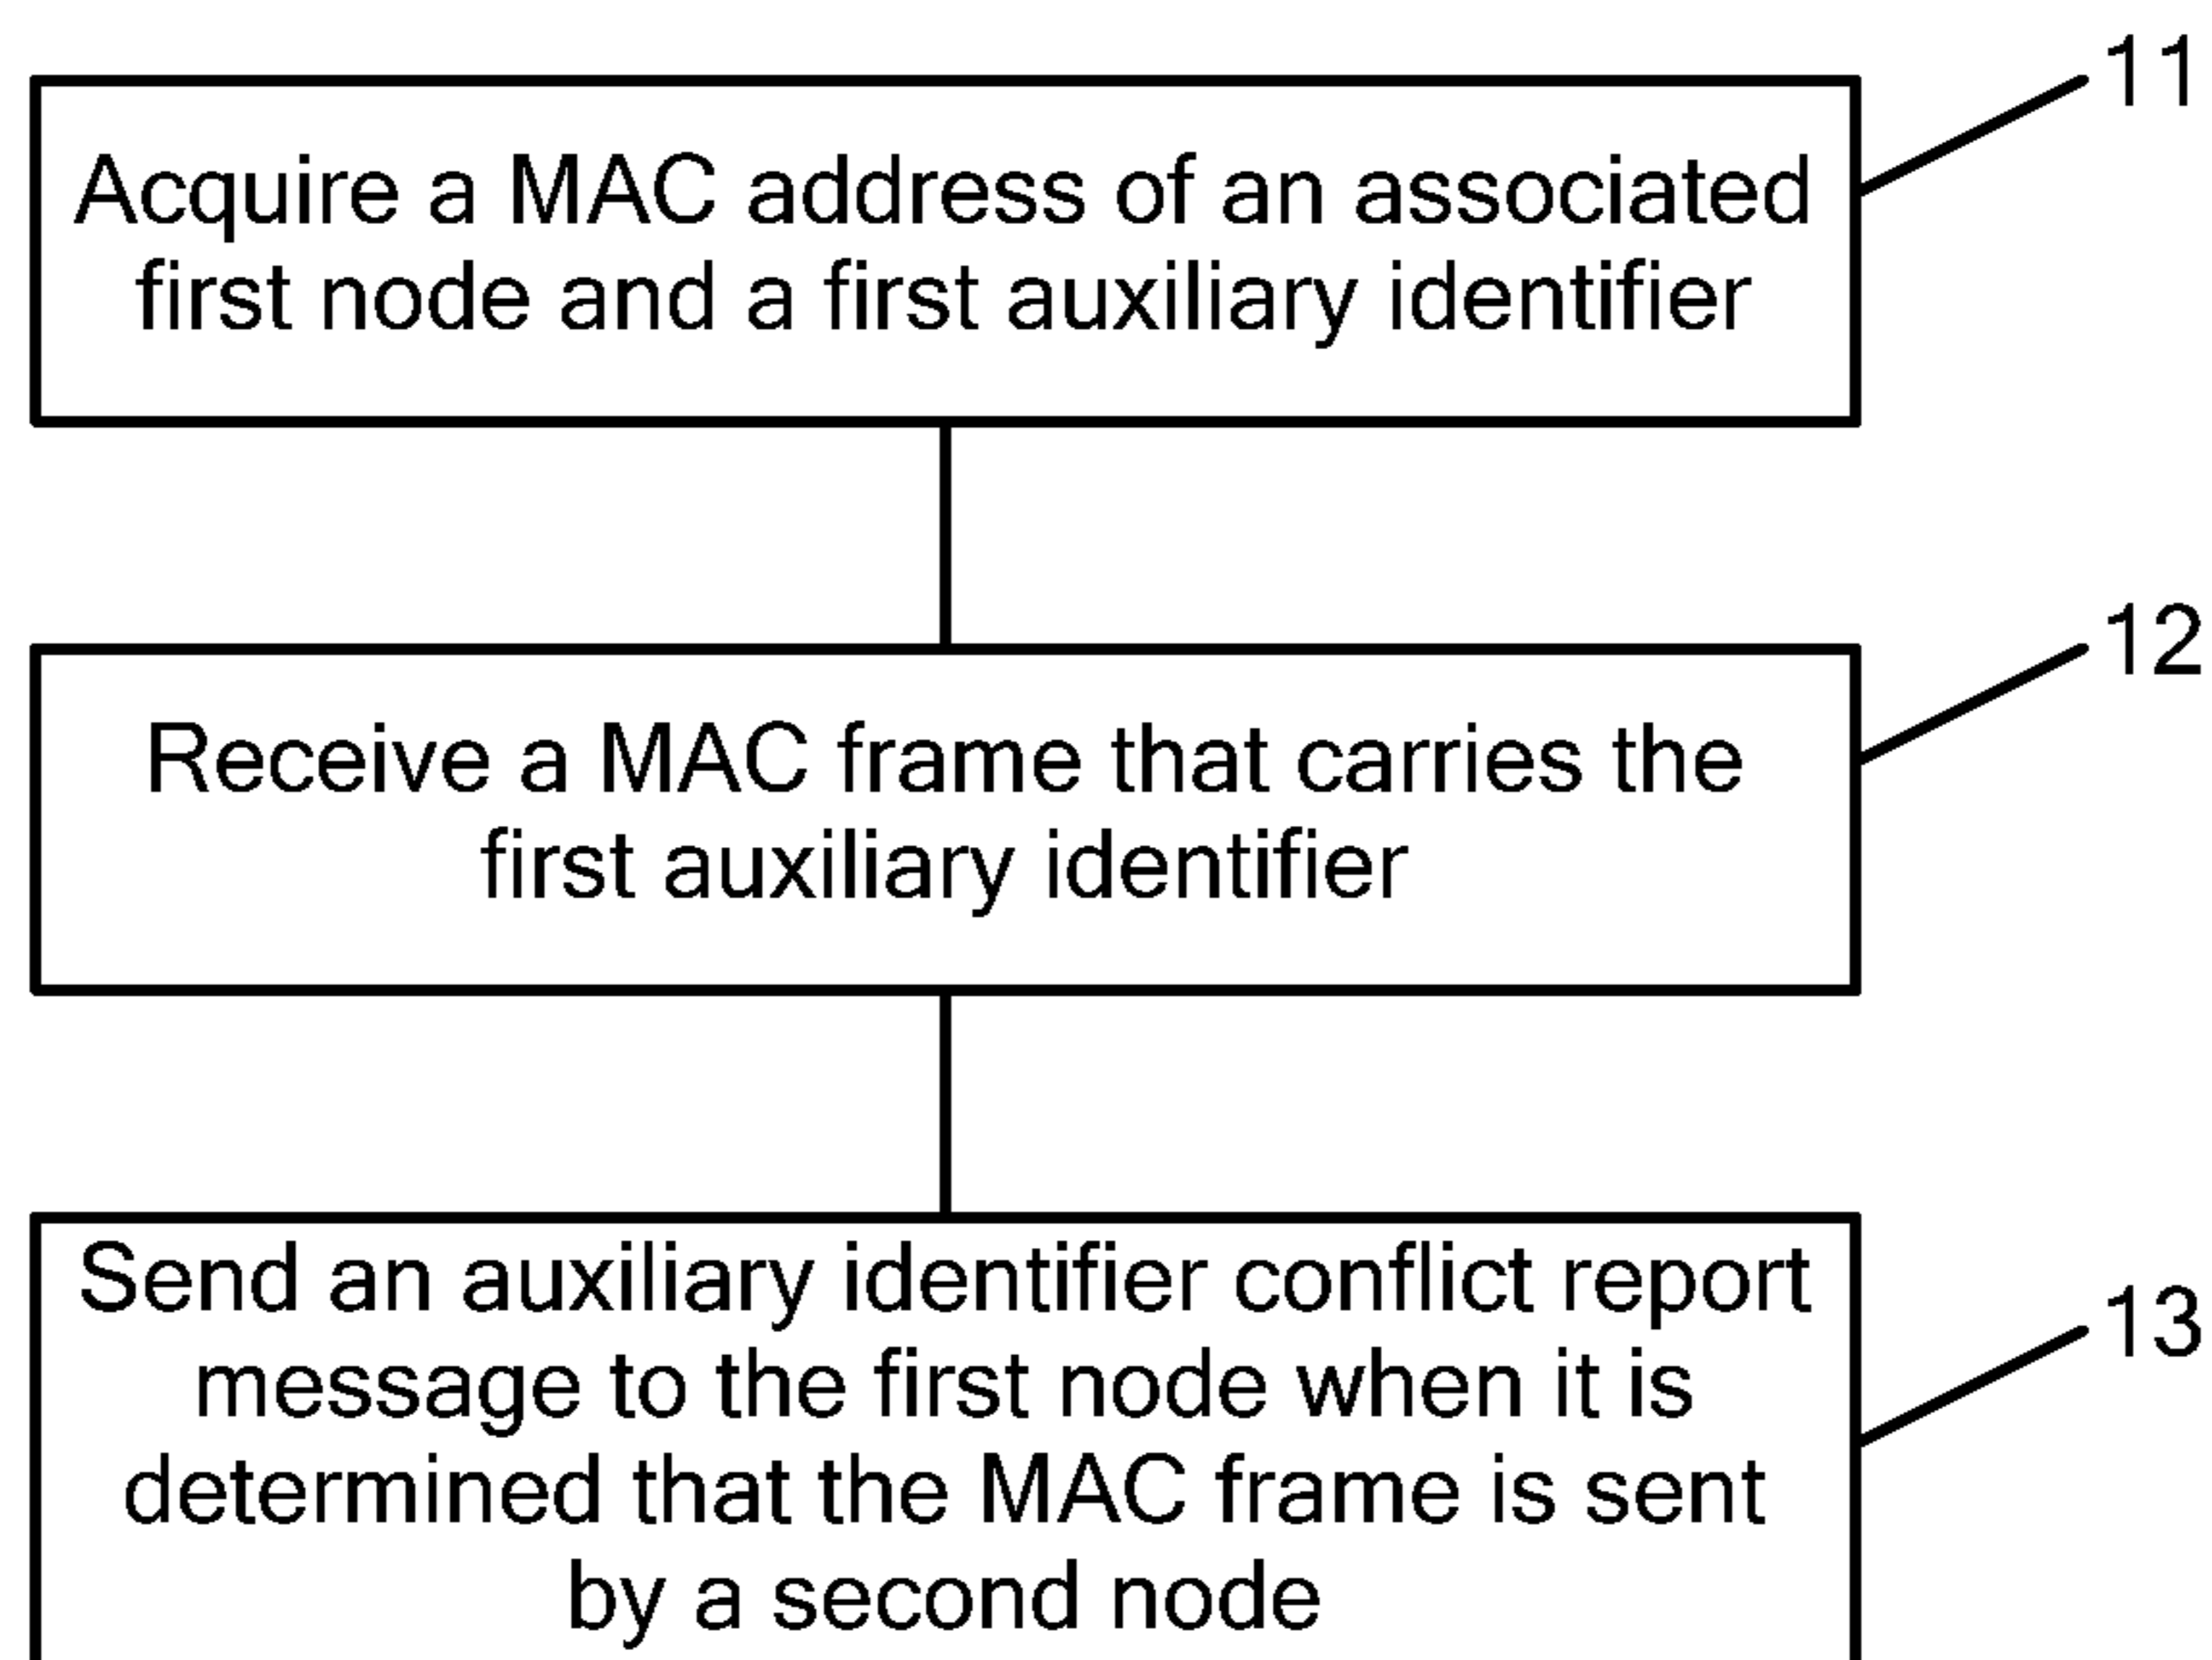 11
Acquire a MAC address of an associated
first node and a first auxiliary identifier
12
Receive a MAC frame that carries the
first auxiliary identifier
Send an auxiliary identifier conflict report
13
message to the first node when it is
determined that the MAC frame is sent
by a second node